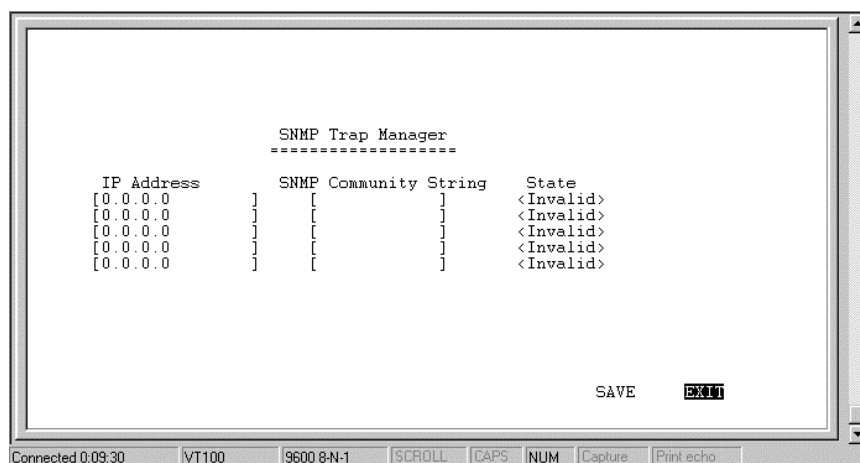 SNMP Trap Manager
===================
IP Address SNMP Community String State
[0.0.0.0 ] [ ] <Invalid>
[0.0.0.0 ] [ ] <Invalid>
[0.0.0.0 ] [ ] <Invalid>
[0.0.0.0 ] [ ] <Invalid>
[0.0.0.0 ] [ ] <Invalid>
SAVE EXIT
Connected 0:09:30 VT100 9600 8-N-1 SCROLL CAPS NUM Capture Print echo